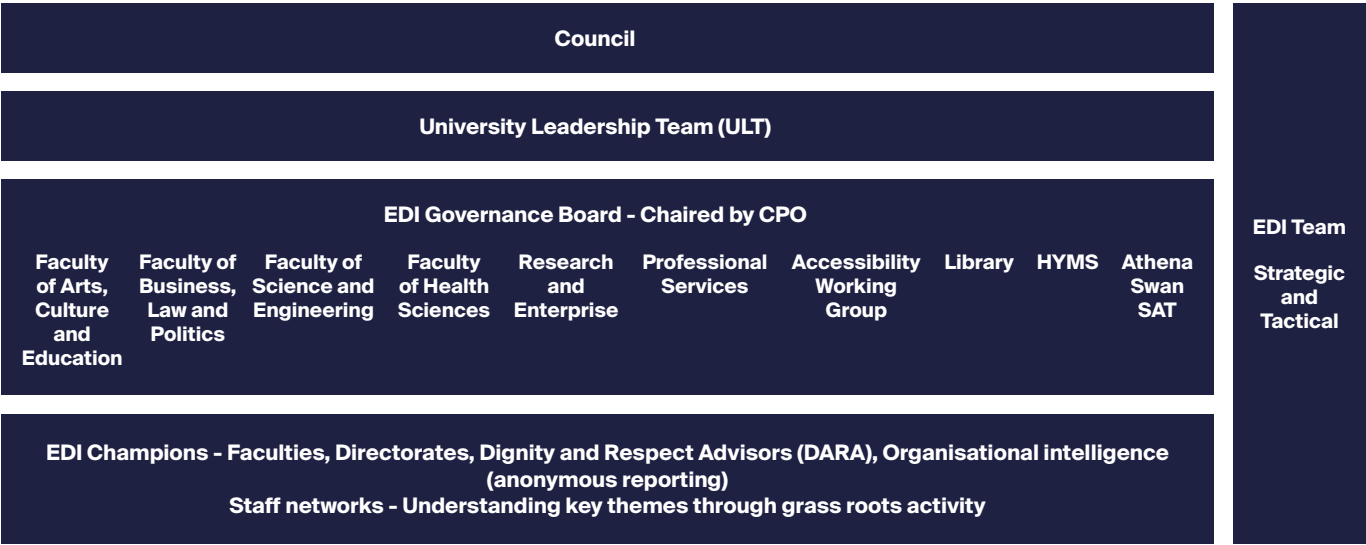 Council
University Leadership Team (ULT)
EDI Governance Board - Chaired by CPO
Faculty
of Arts,
Culture
and
Education
Faculty of
Business,
Law and
Politics
Faculty of
Science and
Engineering
Faculty
of Health
Sciences
Research
and
Enterprise
Professional
Services
Accessibility
Working
Group
Library
HYMS
Athena
Swan
SAT
EDI Champions - Faculties, Directorates, Dignity and Respect Advisors (DARA), Organisational intelligence
(anonymous reporting)
Staff networks - Understanding key themes through grass roots activity
EDI Team
Strategic
and
Tactical